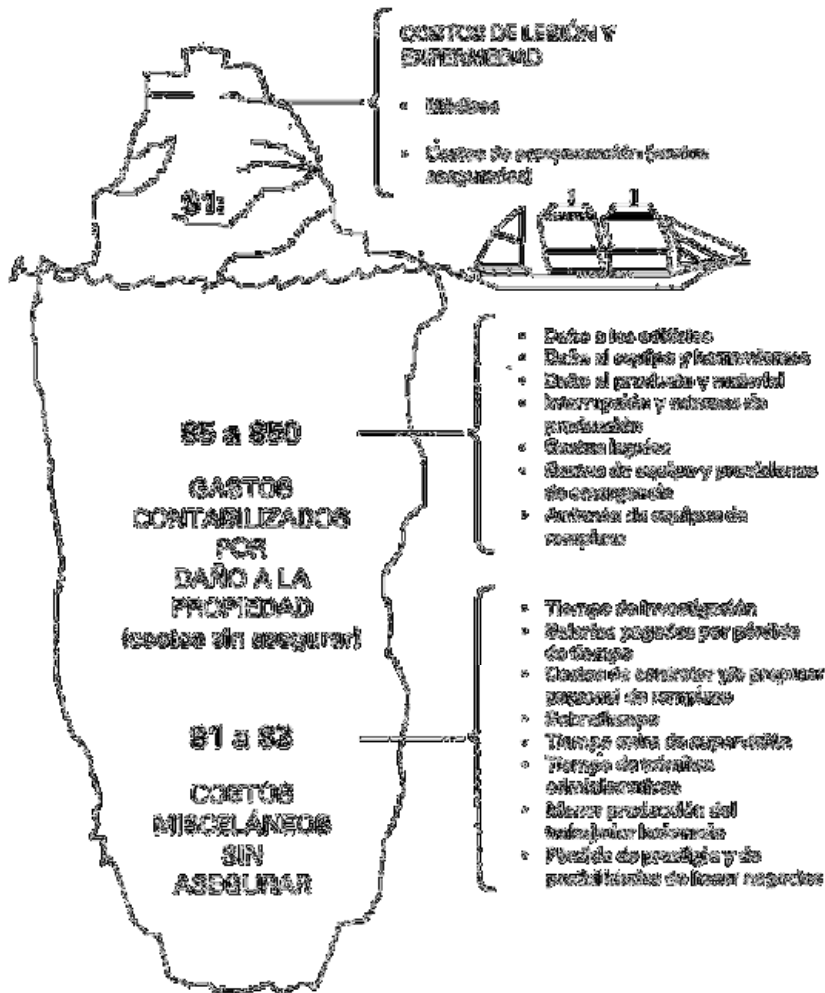 COSTOS DE LESIÓN Y
ENFERMEDAD
• Médicos
• Costos de compensación (costos
asegurados)
$1:
• Daño a los edificios
• Daño al equipo y herramientas
• Daño al producto y material
• Interrupción y retrasos de
producción
• Gastos legales
• Gastos de equipo y provisiones
de emergencia
• Arriendo de equipos de
remplazo
$5 a $50
GASTOS
CONTABILIZADOS
POR
DAÑO A LA
PROPIEDAD
(costos sin asegurar)
• Tiempo de investigación
• Salarios pagados por pérdida
de tiempo
• Costos de contratar y/o preparar
personal de remplazo
• Sobretiempo
• Tiempo extra de supervisión
• Tiempo de trámites
administrativos
• Menor producción del
trabajador lesionado
• Pérdida de prestigio y de
posibilidades de hacer negocios
$1 a $3
COSTOS
MISCELÁNEOS
SIN
ASEGURAR